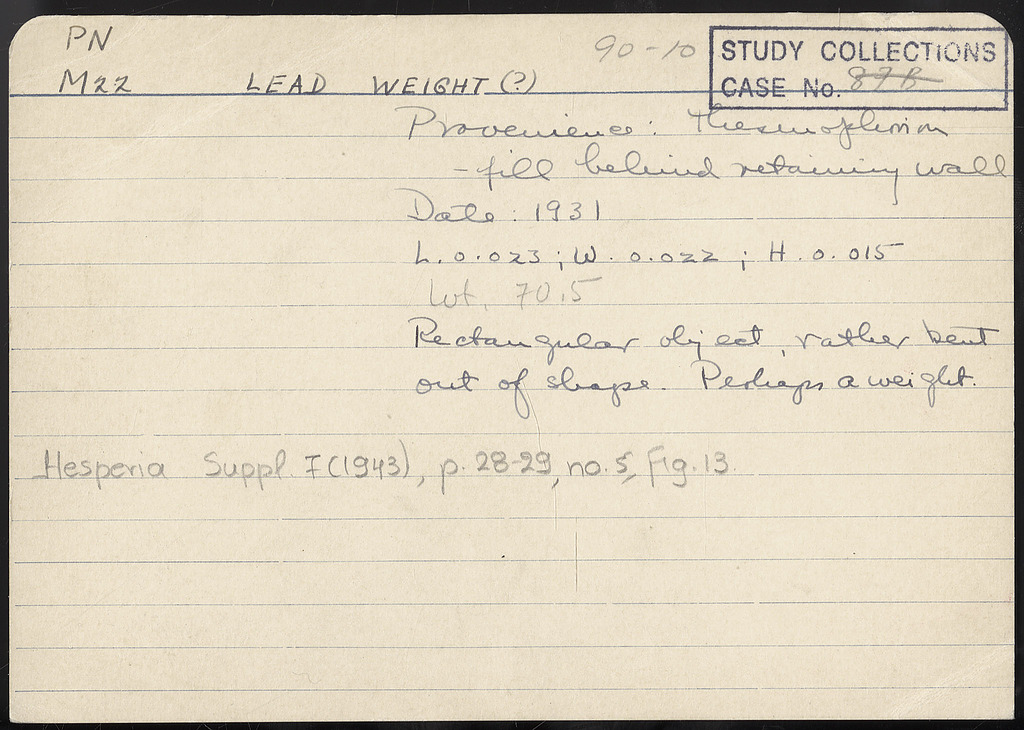 PN
90-10
STUDY COLLECTIONS
M22 LEAD WEIGHT (?)
CASE No. 87B
Provenience: Thesmophorion
- fill behind retaining wall
Date: 1931
L. 0.023; W. 0.022; H. 0.015
Wt. 70.5
Rectangular object, rather bent
out of shape. Perhaps a weight.
Hesperia Suppl. 7 (1943), p. 28-29, no. 5, fig. 13.